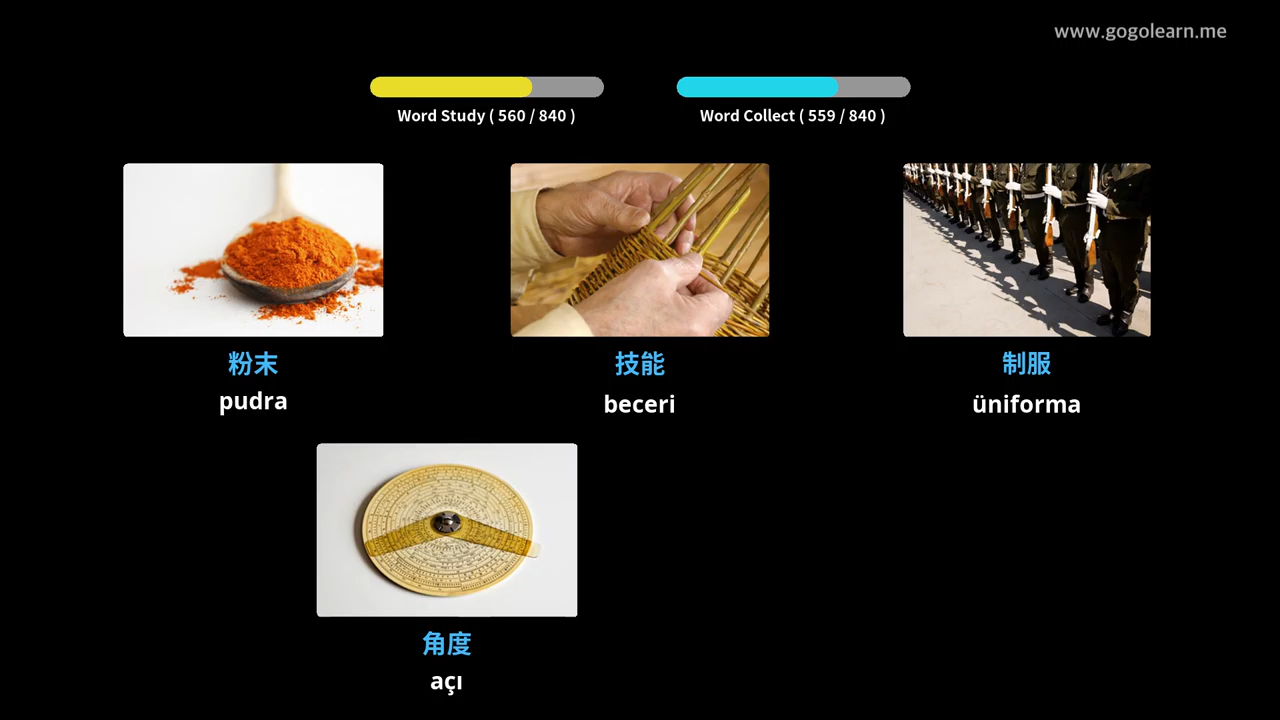 www.gogolearn.me
Word Study ( 560 / 840 )
Word Collect ( 559 / 840 )
粉末
pudra
技能
beceri
制服
üniforma
角度
açı